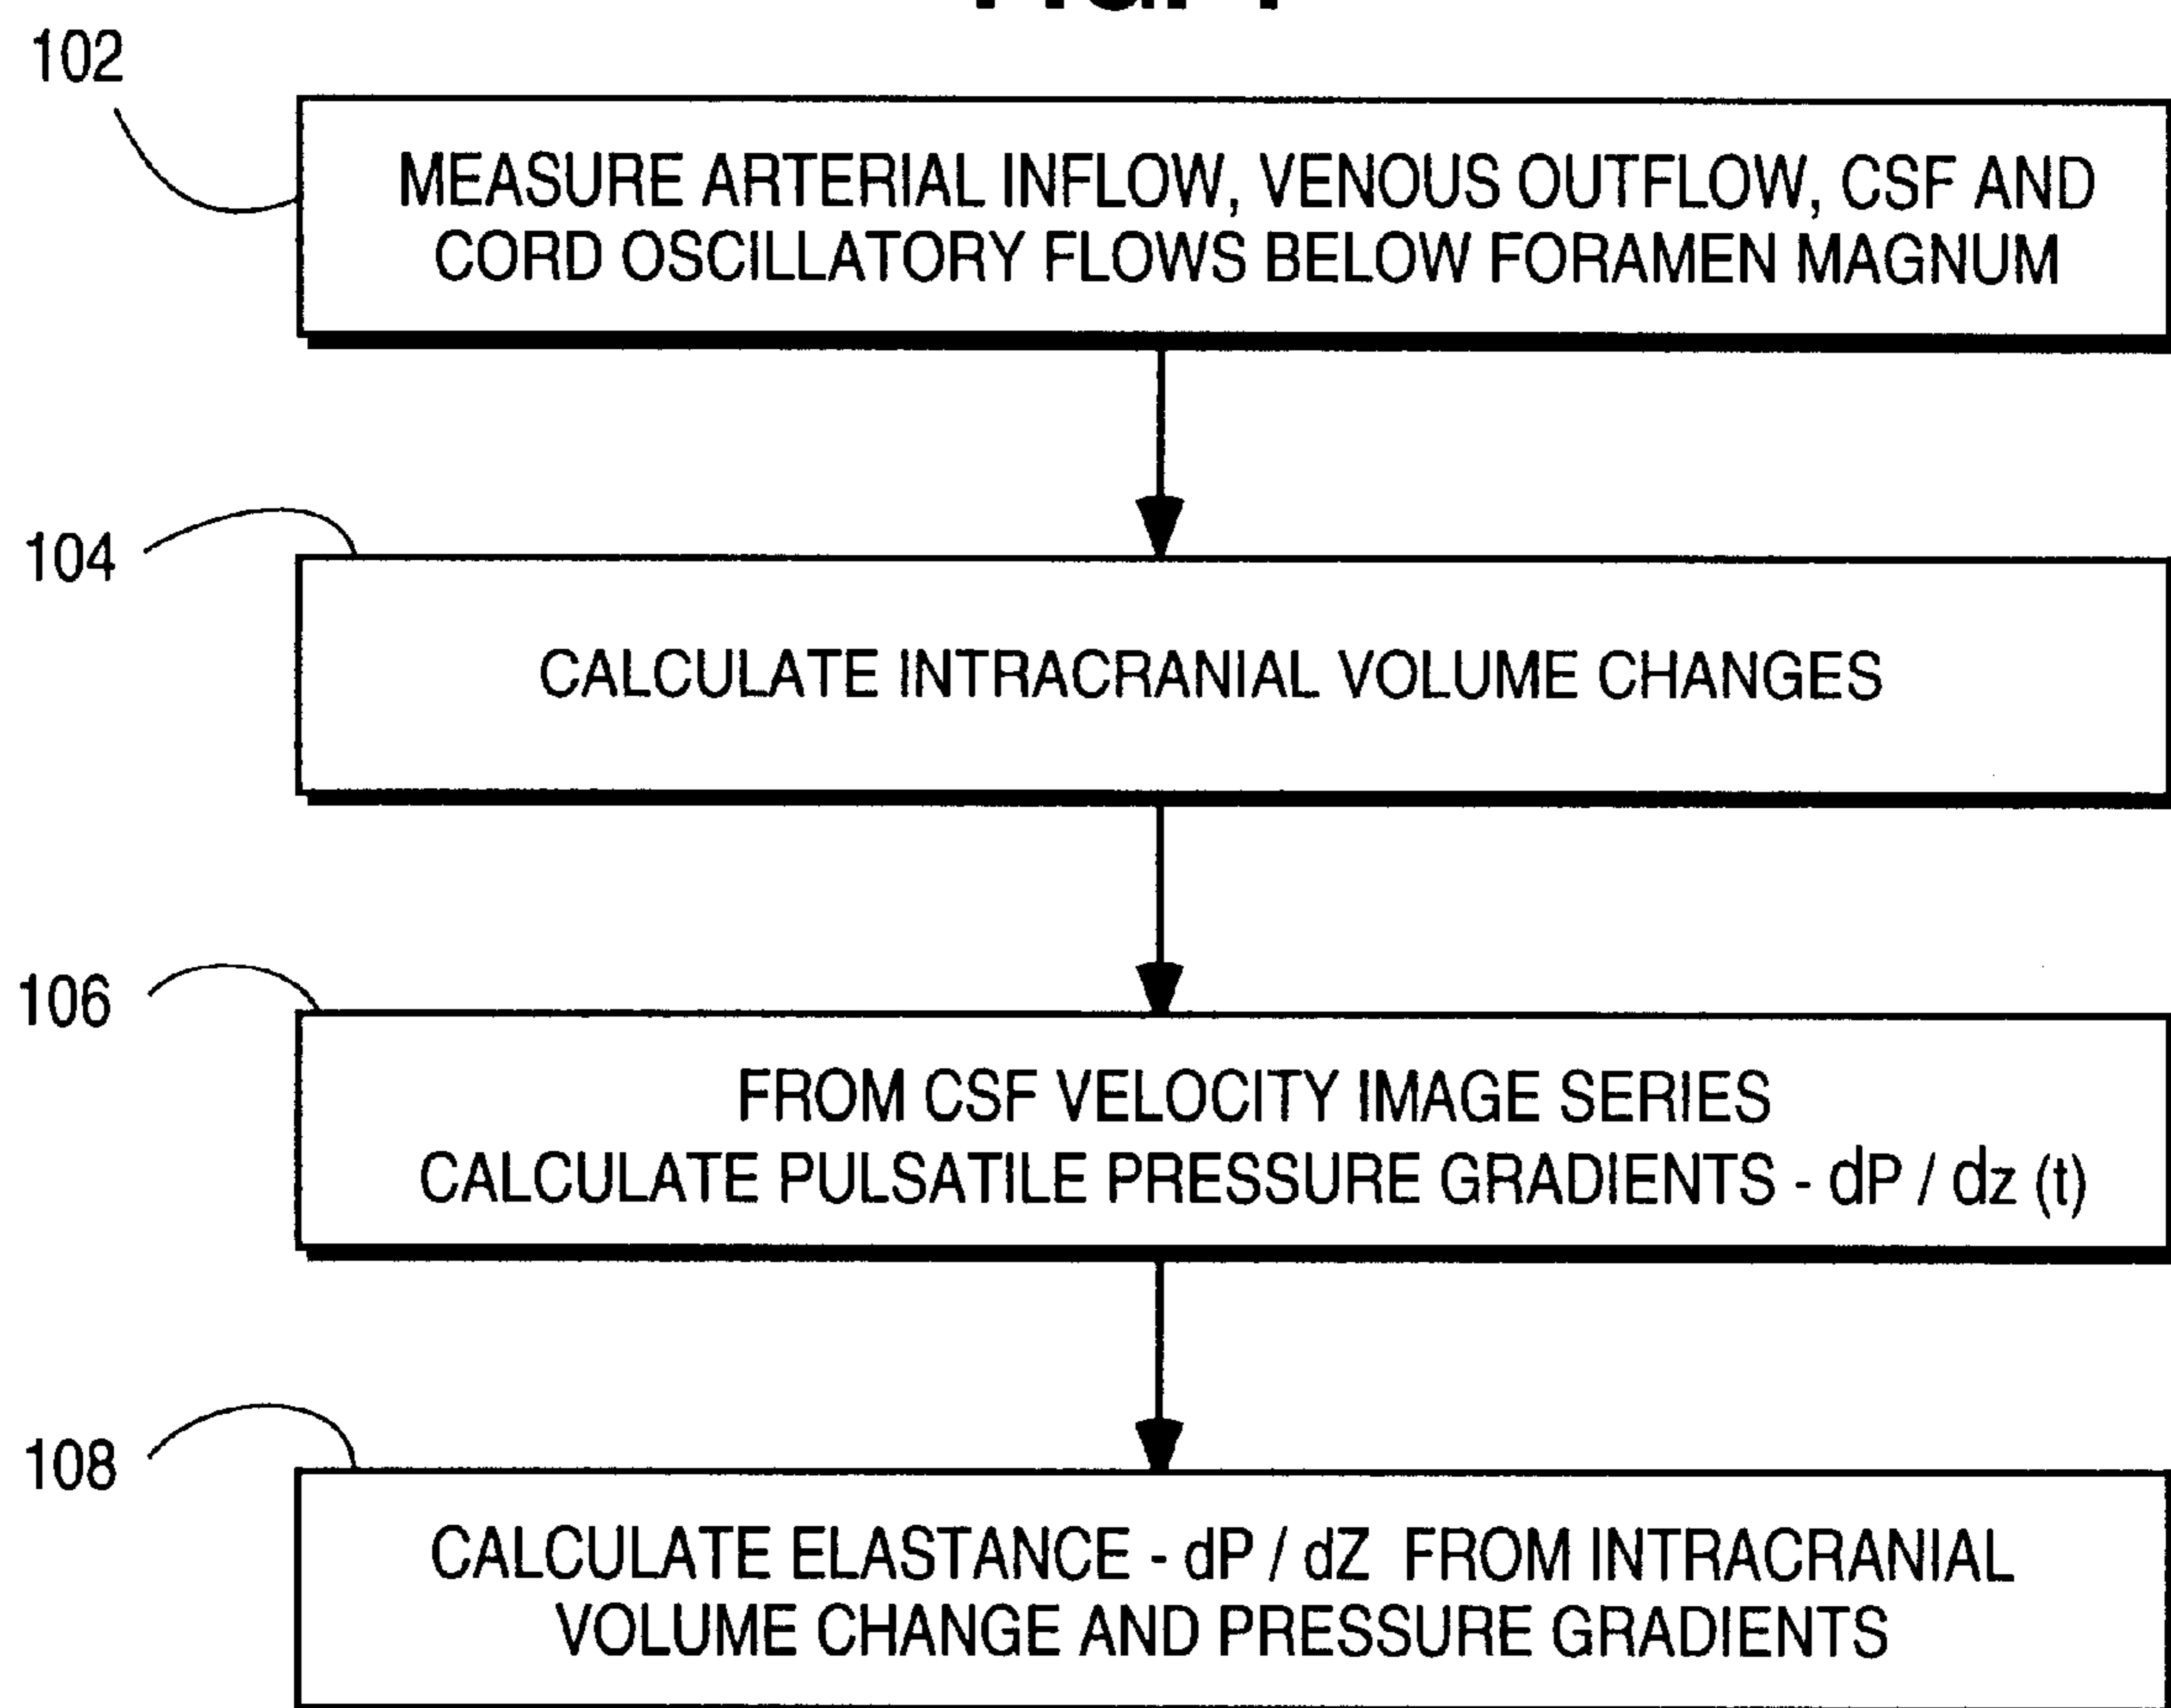 102
MEASURE ARTERIAL INFLOW, VENOUS OUTFLOW, CSF AND
CORD OSCILLATORY FLOWS BELOW FORAMEN MAGNUM
104
CALCULATE INTRACRANIAL VOLUME CHANGES
106
FROM CSF VELOCITY IMAGE SERIES
CALCULATE PULSATILE PRESSURE GRADIENTS - dP / dz (t)
108
CALCULATE ELASTANCE - dP / dZ FROM INTRACRANIAL
VOLUME CHANGE AND PRESSURE GRADIENTS